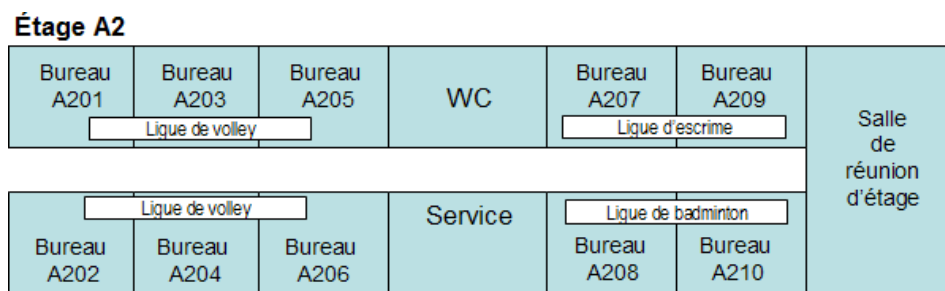 Étage A2
Bureau
A201
Bureau
A203
Bureau
A205
WC
Bureau
A207
Bureau
A209
Ligue de volley
Ligue d'escrime
Salle
de
réunion
d'étage
Ligue de volley
Service
Ligue de badminton
Bureau
A202
Bureau
A204
Bureau
A206
Bureau
A208
Bureau
A210